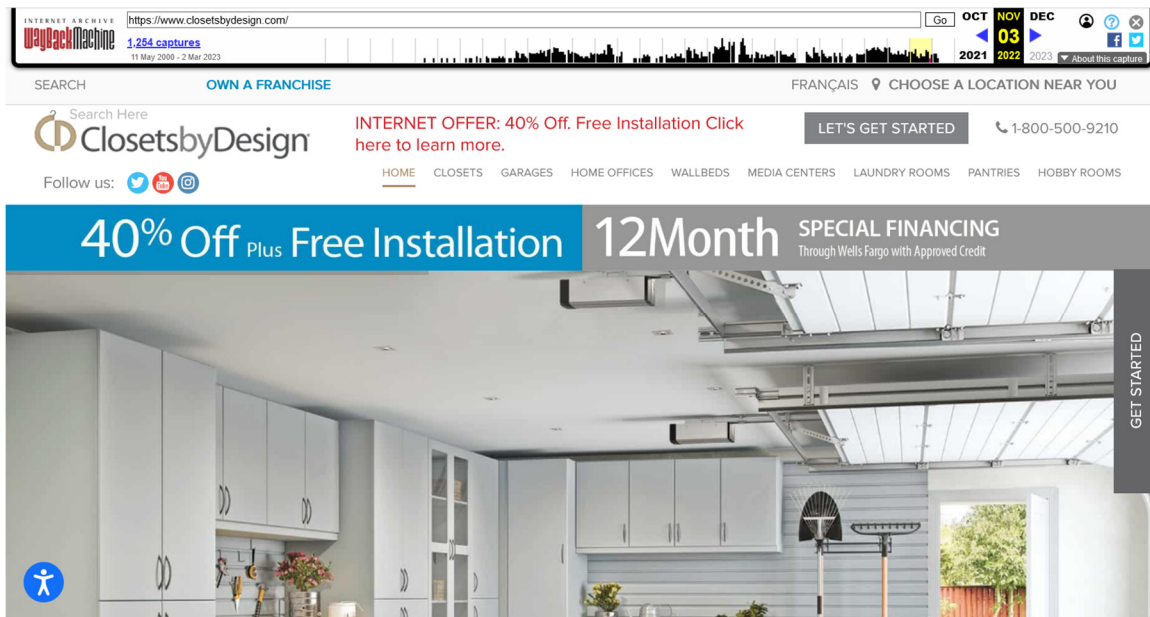 INTERNET ARCHIVE
WayBackMachine
https://www.closetsbydesign.com/
Go
OCT NOV DEC
1,254 captures
03
11 May 2000 - 2 Mar 2023
2021 2022 2023
About this capture
SEARCH
OWN A FRANCHISE
FRANÇAIS
CHOOSE A LOCATION NEAR YOU
Search Here
ClosetsbyDesign
INTERNET OFFER: 40% Off. Free Installation Click
here to learn more.
LET'S GET STARTED
1-800-500-9210
Follow us:
You
Tube
HOME CLOSETS GARAGES HOME OFFICES WALLBEDS MEDIA CENTERS LAUNDRY ROOMS PANTRIES HOBBY ROOMS
40% Off Plus Free Installation
12Month
SPECIAL FINANCING
Through Wells Fargo with Approved Credit
GET STARTED